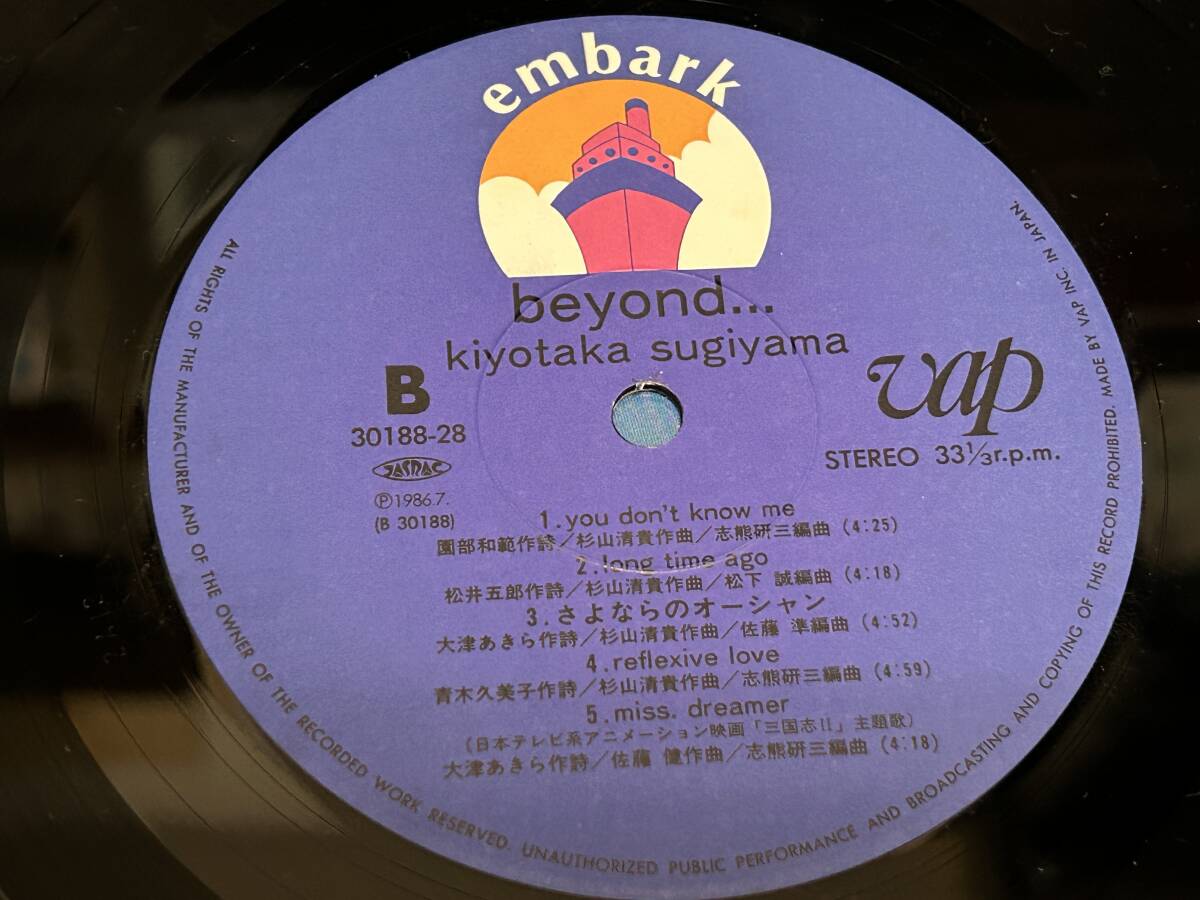 embark
beyond...
kiyotaka sugiyama
B
30188-28
JASRAC
Ⓟ1986.7.
(B 30188)
vap
STEREO 33 1/3 r.p.m.
1.you don't know me
園部和範作詩/杉山清貴作曲/志熊研三編曲 (4:25)
2.long time ago
松井五郎作詩/杉山清貴作曲/松下 誠編曲 (4:18)
3.さよならのオーシャン
大津あきら作詩/杉山清貴作曲/佐藤 準編曲 (4:52)
4.reflexive love
青木久美子作詩/杉山清貴作曲/志熊研三編曲 (4:59)
5.miss. dreamer
(日本テレビ系アニメーション映画「三国志II」主題歌)
大津あきら作詩/佐藤 健作曲/志熊研三編曲 (4:18)
ALL RIGHTS OF THE MANUFACTURER AND OF THE OWNER OF THE RECORDED WORK RESERVED. UNAUTHORIZED PUBLIC PERFORMANCE AND BROADCASTING AND COPYING OF THIS RECORD PROHIBITED. MADE BY VAP INC. IN JAPAN.